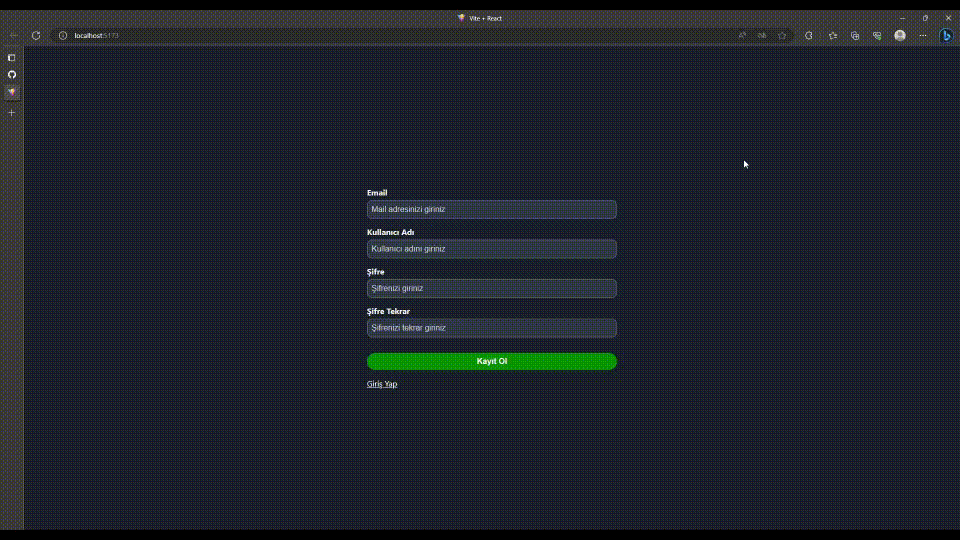 Vite + React
localhost:5173
Email
Mail adresinizi giriniz
Kullanıcı Adı
Kullanıcı adını giriniz
Şifre
Şifrenizi giriniz
Şifre Tekrar
Şifrenizi tekrar giriniz
Kayıt Ol
Giriş Yap